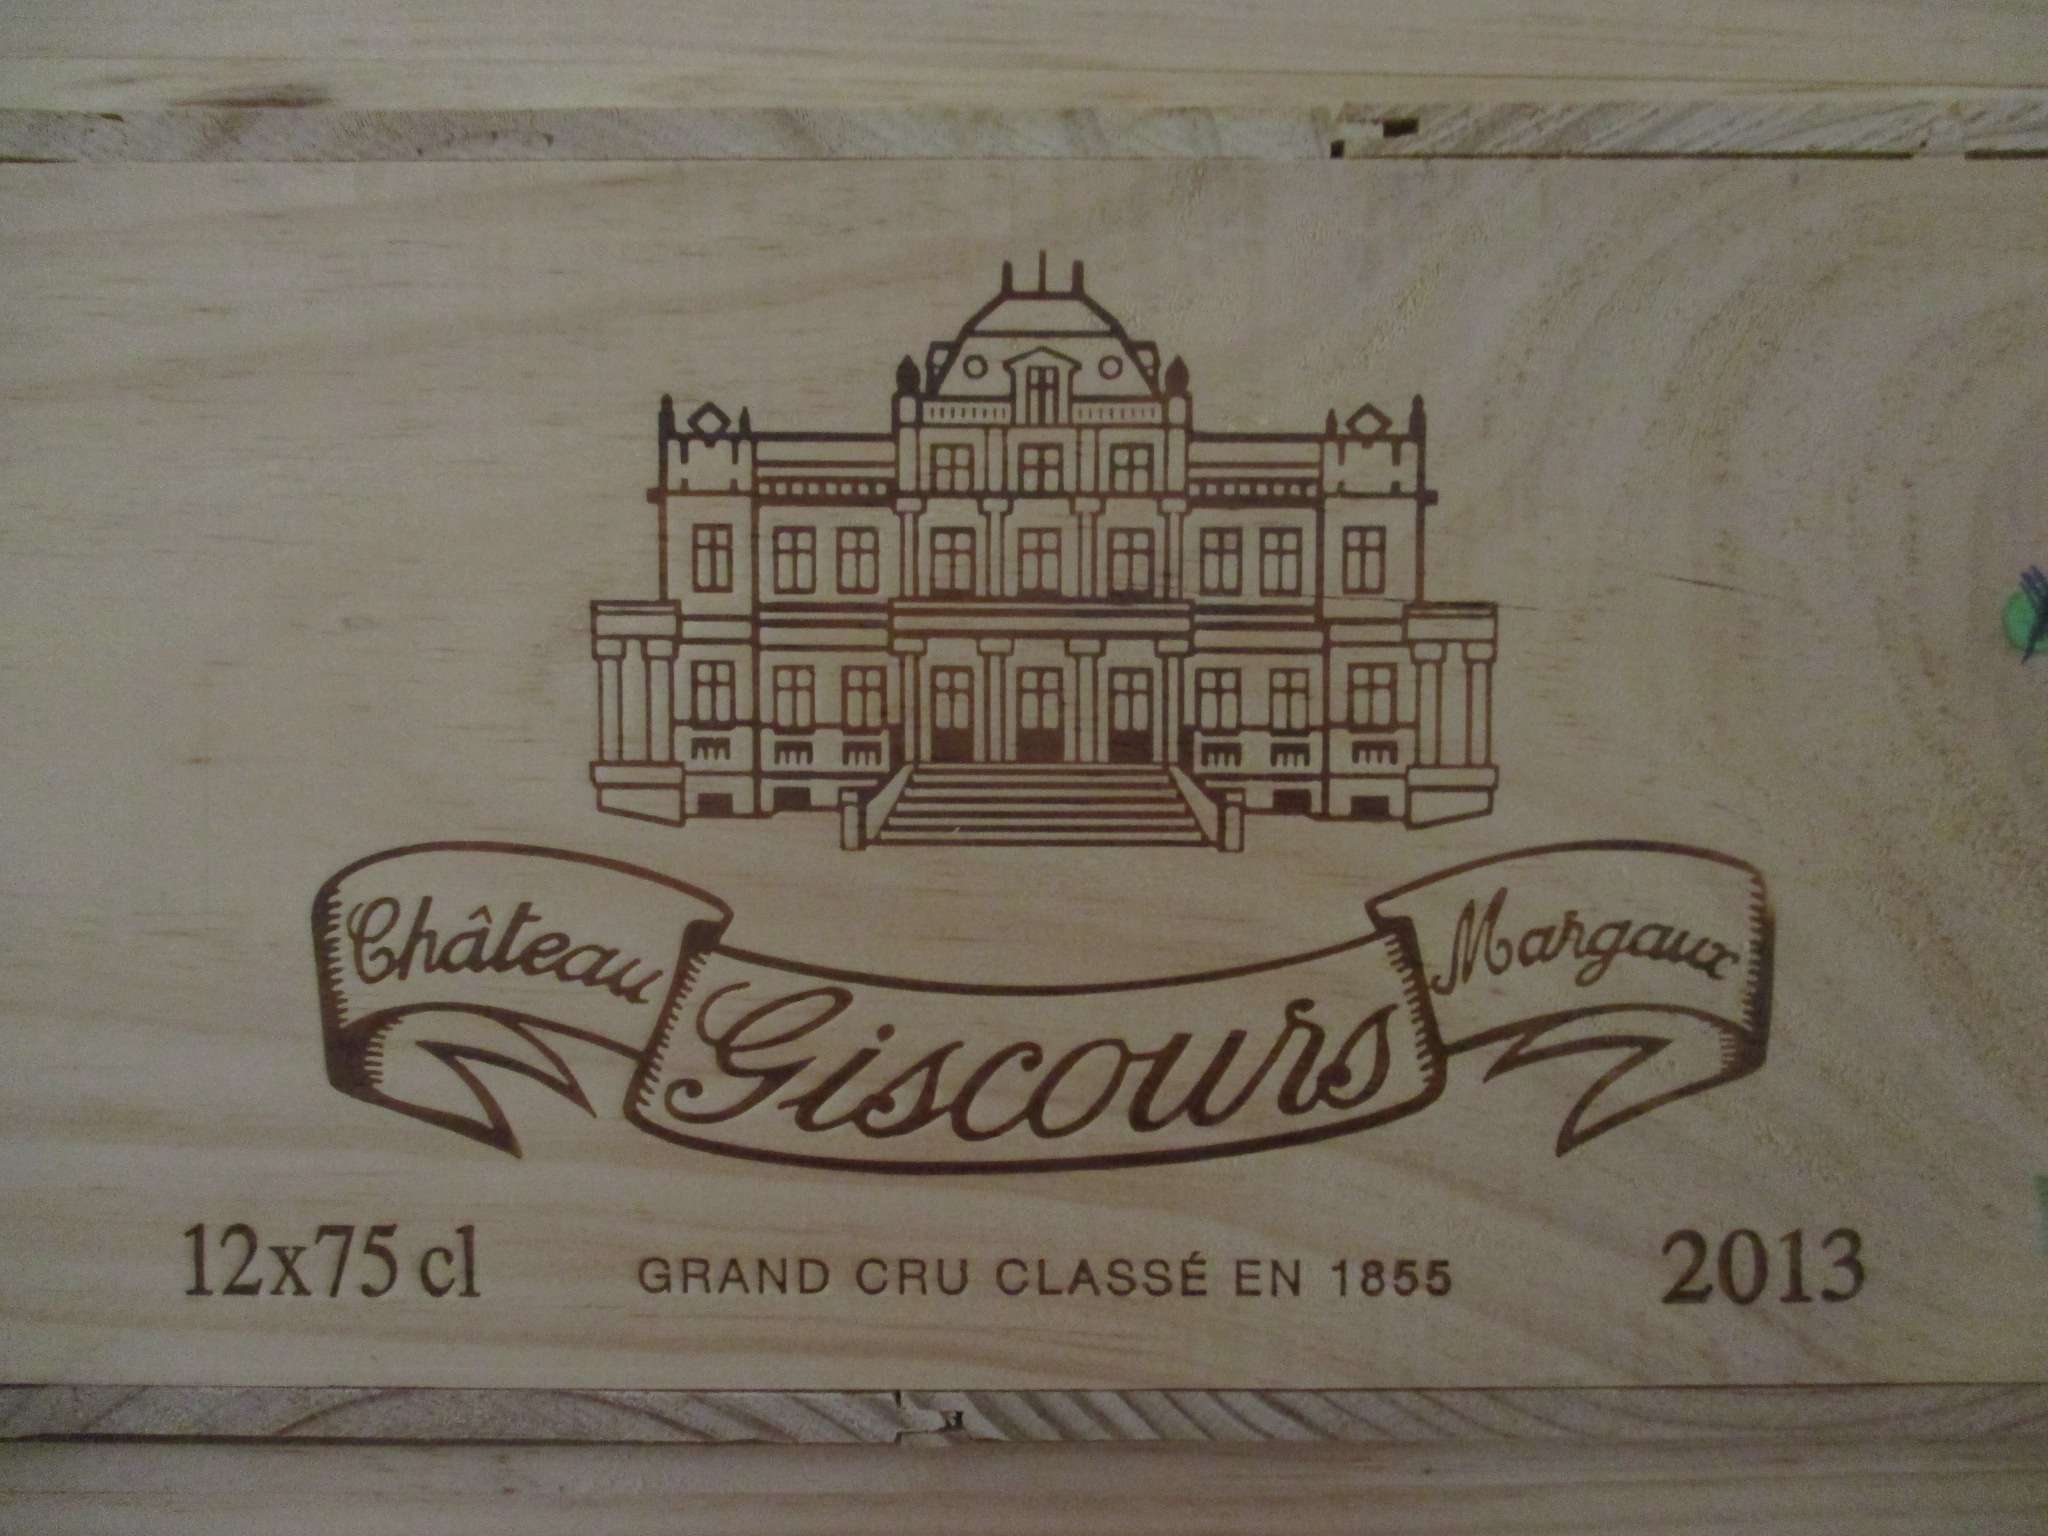 Château Giscours Margaux
12x75 cl GRAND CRU CLASSÉ EN 1855 2013